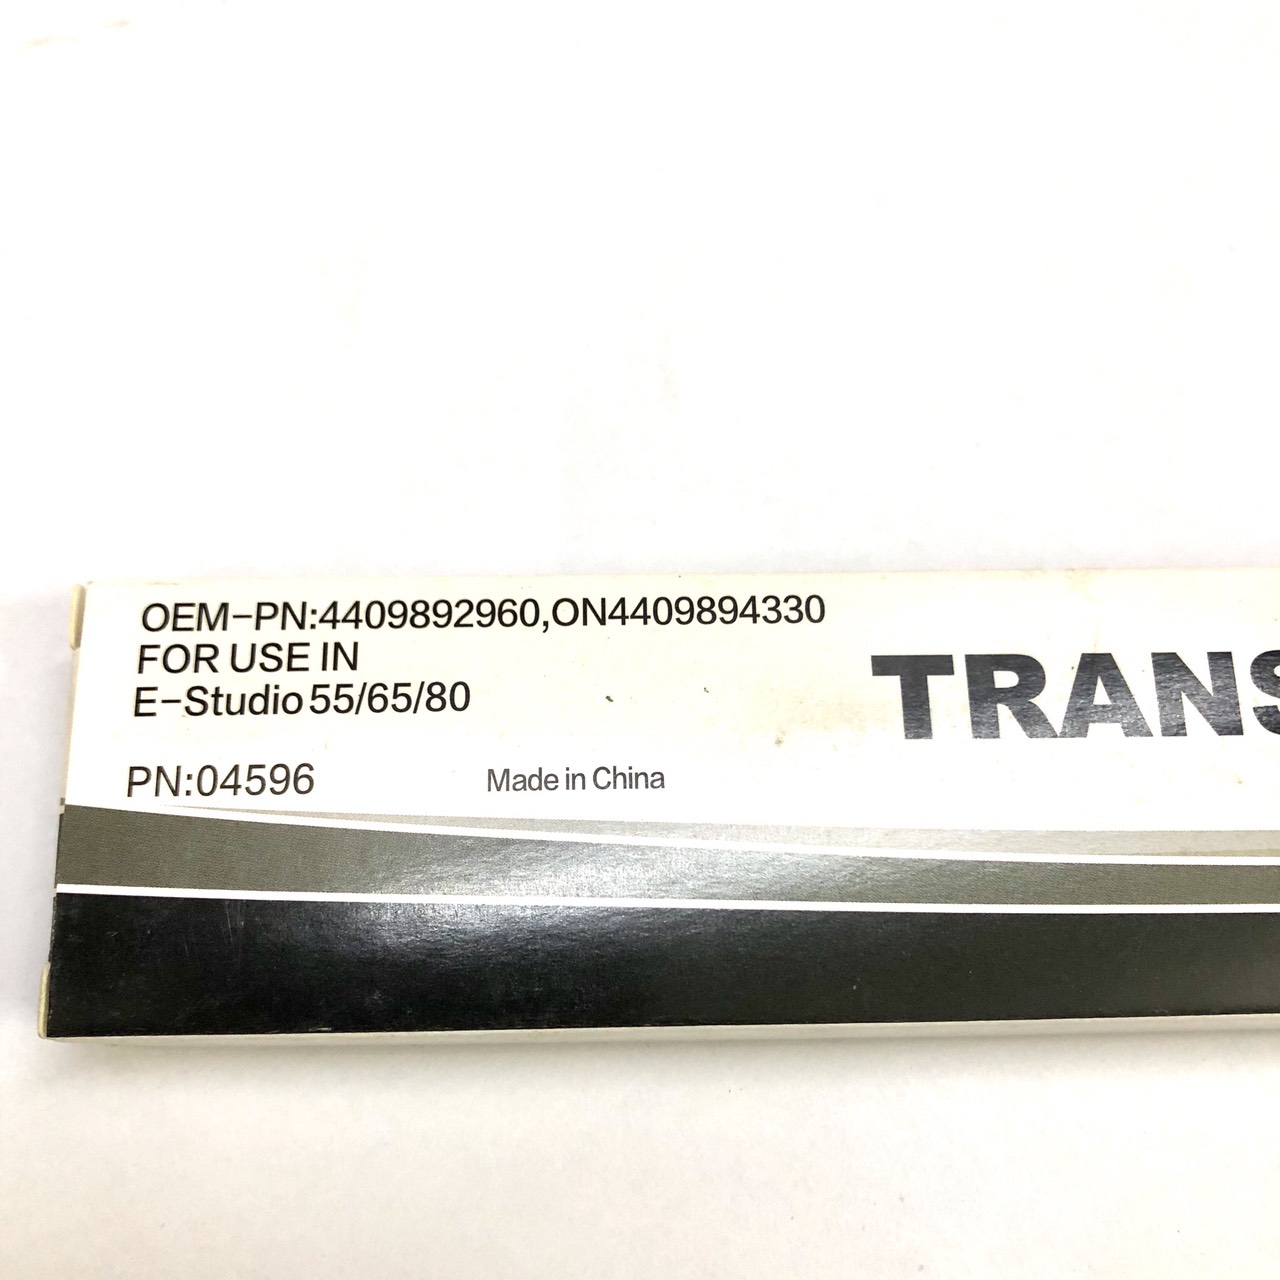 OEM-PN:4409892960,ON4409894330
FOR USE IN
E-Studio 55/65/80
TRANS
PN:04596
Made in China